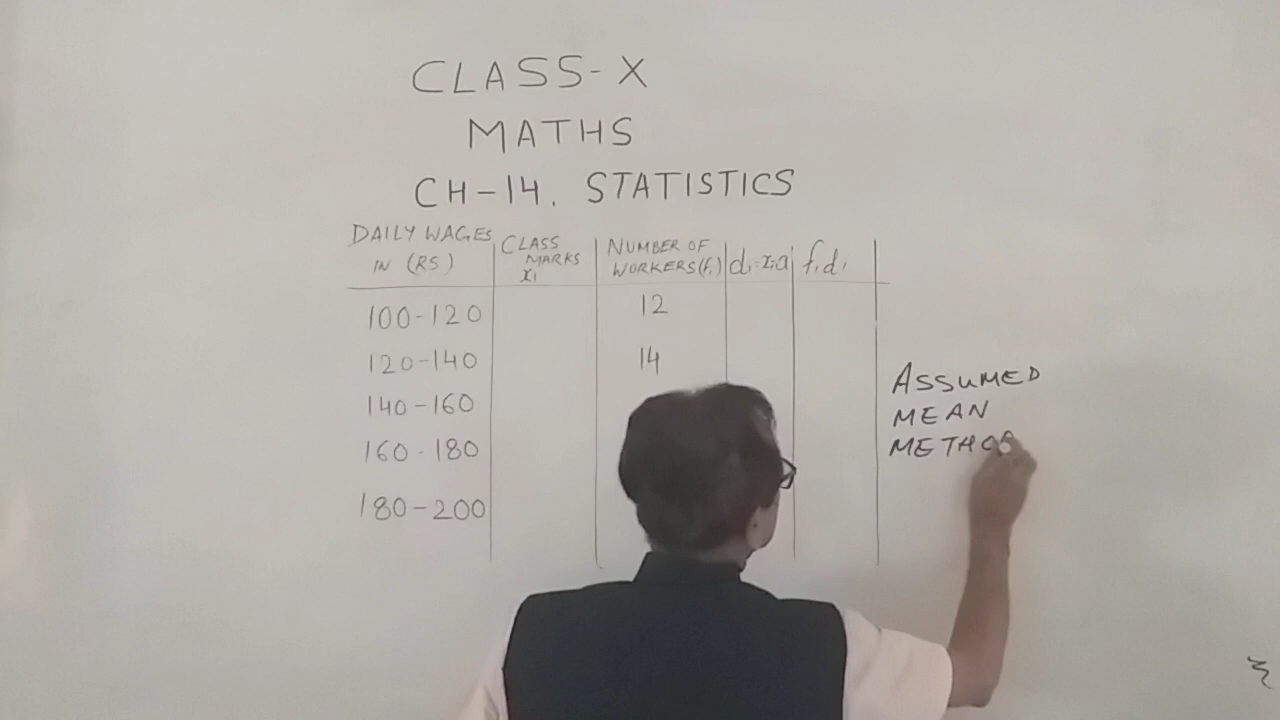 CLASS-X
MATHS
CH-14. STATISTICS
DAILY WAGES
IN (RS)
CLASS
MARKS
xᵢ
NUMBER OF
WORKERS(fᵢ)
dᵢ=xᵢ-a
fᵢdᵢ
100-120 12
120-140 14
140-160
160-180
180-200
ASSUMED
MEAN